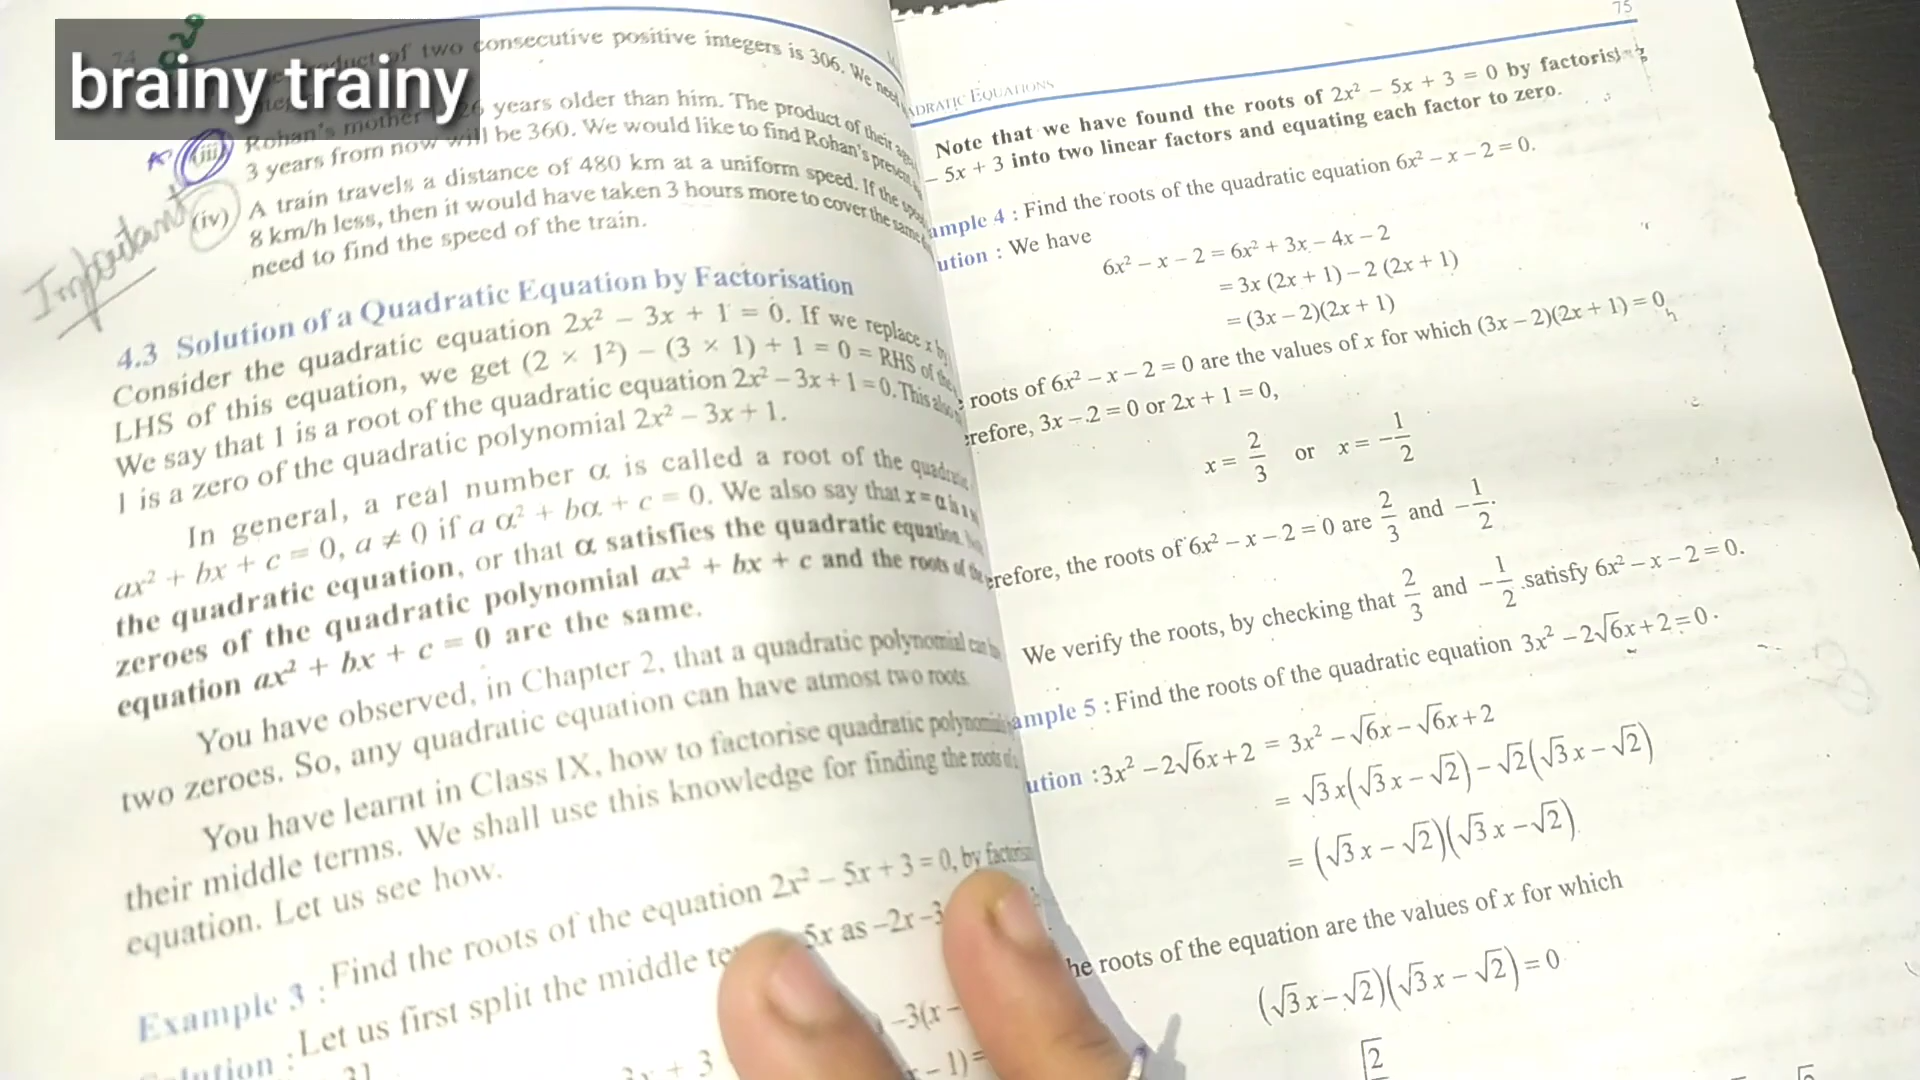 brainy trainy
of two consecutive positive integers is 306. We need
years older than him. The product of their ages
(iii) Rohan's mother
3 years from now will be 360. We would like to find Rohan's present
Important
(iv) A train travels a distance of 480 km at a uniform speed. If the speed
8 km/h less, then it would have taken 3 hours more to cover the same
need to find the speed of the train.
4.3 Solution of a Quadratic Equation by Factorisation
Consider the quadratic equation 2x² – 3x + 1 = 0. If we replace x by
LHS of this equation, we get (2 × 1²) – (3 × 1) + 1 = 0 = RHS of the
We say that 1 is a root of the quadratic equation 2x² – 3x + 1 = 0. This also
1 is a zero of the quadratic polynomial 2x² – 3x + 1.
In general, a real number α is called a root of the quadratic
ax² + bx + c = 0, a ≠ 0 if a α² + bα + c = 0. We also say that x = α is a
the quadratic equation, or that α satisfies the quadratic equation.
zeroes of the quadratic polynomial ax² + bx + c and the roots of the
equation ax² + bx + c = 0 are the same.
You have observed, in Chapter 2, that a quadratic polynomial can
two zeroes. So, any quadratic equation can have atmost two roots.
You have learnt in Class IX, how to factorise quadratic polynomials
their middle terms. We shall use this knowledge for finding the roots of
equation. Let us see how.
Example 3 : Find the roots of the equation 2x² – 5x + 3 = 0, by
Let us first split the middle 5x as –2x –3
–3(x –
3x + 3
– 1) =
75
QUADRATIC EQUATIONS
Note that we have found the roots of 2x² – 5x + 3 = 0 by
– 5x + 3 into two linear factors and equating each factor to zero.
ample 4 : Find the roots of the quadratic equation 6x² – x – 2 = 0.
ution : We have
6x² – x – 2 = 6x² + 3x – 4x – 2
= 3x (2x + 1) – 2 (2x + 1)
= (3x – 2)(2x + 1)
roots of 6x² – x – 2 = 0 are the values of x for which (3x – 2)(2x + 1) = 0
erefore, 3x – 2 = 0 or 2x + 1 = 0,
x = 2/3 or x = –1/2
erefore, the roots of 6x² – x – 2 = 0 are 2/3 and –1/2.
We verify the roots, by checking that 2/3 and –1/2 satisfy 6x² – x – 2 = 0.
ample 5 : Find the roots of the quadratic equation 3x² – 2√6x + 2 = 0.
ution : 3x² – 2√6x + 2 = 3x² – √6x – √6x + 2
= √3x(√3x – √2) – √2(√3x – √2)
= (√3x – √2)(√3x – √2)
he roots of the equation are the values of x for which
(√3x – √2)(√3x – √2) = 0